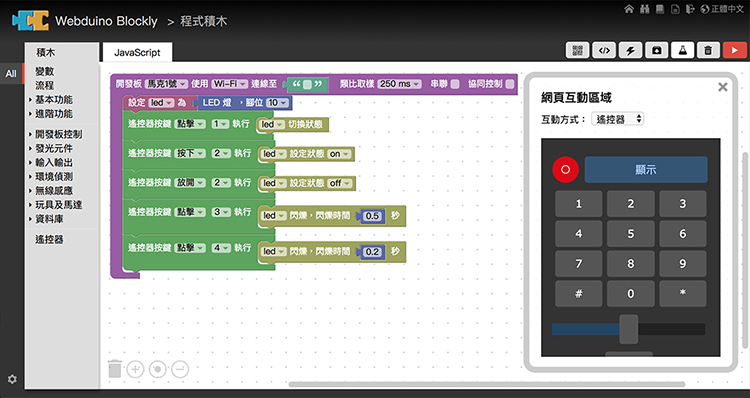 Webduino Blockly > 程式積木
正體中文
積木
JavaScript
All
變數
流程
基本功能
進階功能
開發板控制
發光元件
輸入輸出
環境偵測
無線感應
玩具及馬達
資料庫
遙控器
開發板 馬克1號 使用 Wi-Fi 連線至 “ ” 類比取樣 250 ms 串聯 協同控制
設定 led 為 LED 燈,腳位 10
遙控器按鍵 點擊 1 執行 led 切換狀態
遙控器按鍵 按下 2 執行 led 設定狀態 on
遙控器按鍵 放開 2 執行 led 設定狀態 off
遙控器按鍵 點擊 3 執行 led 閃爍,閃爍時間 0.5 秒
遙控器按鍵 點擊 4 執行 led 閃爍,閃爍時間 0.2 秒
網頁互動區域
互動方式: 遙控器
顯示
1 2 3
4 5 6
7 8 9
# 0 *